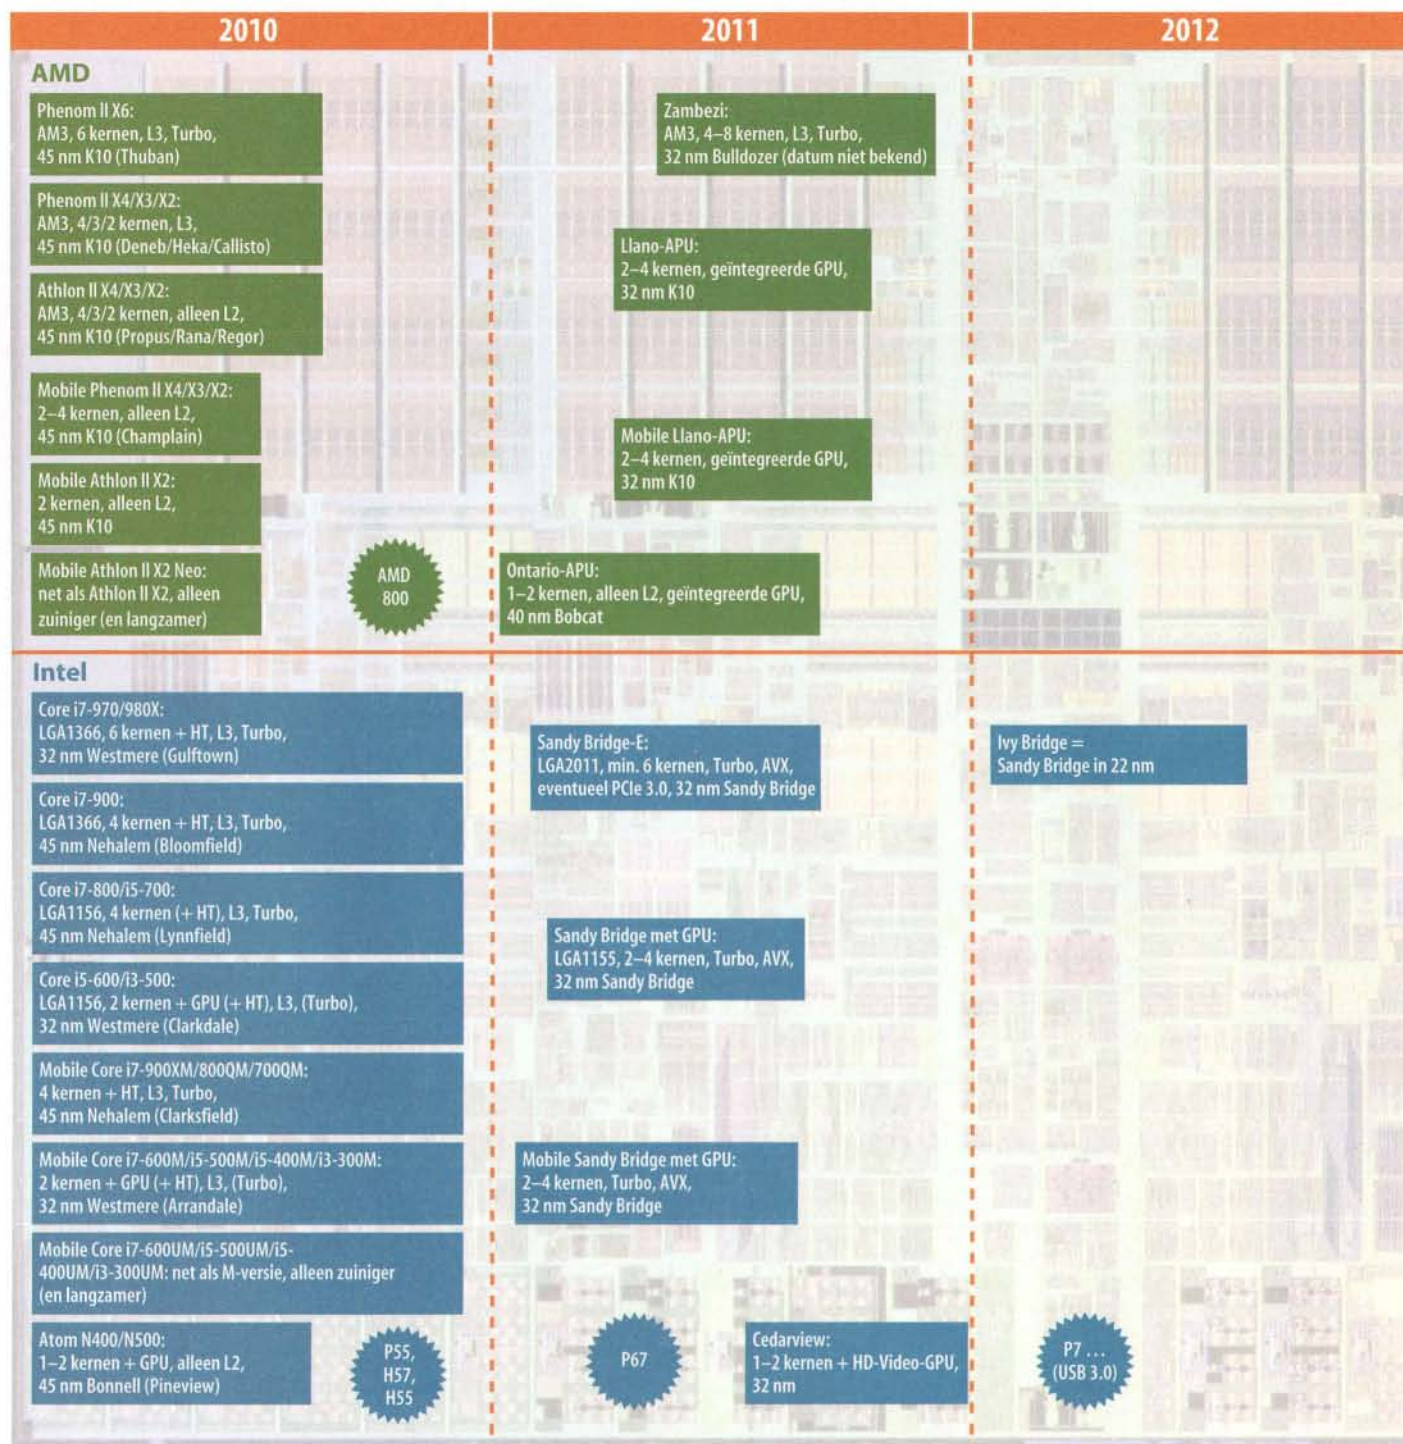 2010
2011
2012
AMD
Phenom II X6:
AM3, 6 kernen, L3, Turbo,
45 nm K10 (Thuban)
Phenom II X4/X3/X2:
AM3, 4/3/2 kernen, L3,
45 nm K10 (Deneb/Heka/Callisto)
Athlon II X4/X3/X2:
AM3, 4/3/2 kernen, alleen L2,
45 nm K10 (Propus/Rana/Regor)
Mobile Phenom II X4/X3/X2:
2–4 kernen, alleen L2,
45 nm K10 (Champlain)
Mobile Athlon II X2:
2 kernen, alleen L2,
45 nm K10
Mobile Athlon II X2 Neo:
net als Athlon II X2, alleen
zuiniger (en langzamer)
AMD
800
Zambezi:
AM3, 4–8 kernen, L3, Turbo,
32 nm Bulldozer (datum niet bekend)
Llano-APU:
2–4 kernen, geïntegreerde GPU,
32 nm K10
Mobile Llano-APU:
2–4 kernen, geïntegreerde GPU,
32 nm K10
Ontario-APU:
1–2 kernen, alleen L2, geïntegreerde GPU,
40 nm Bobcat
Intel
Core i7-970/980X:
LGA1366, 6 kernen + HT, L3, Turbo,
32 nm Westmere (Gulftown)
Core i7-900:
LGA1366, 4 kernen + HT, L3, Turbo,
45 nm Nehalem (Bloomfield)
Core i7-800/i5-700:
LGA1156, 4 kernen (+ HT), L3, Turbo,
45 nm Nehalem (Lynnfield)
Core i5-600/i3-500:
LGA1156, 2 kernen + GPU (+ HT), L3, (Turbo),
32 nm Westmere (Clarkdale)
Mobile Core i7-900XM/800QM/700QM:
4 kernen + HT, L3, Turbo,
45 nm Nehalem (Clarksfield)
Mobile Core i7-600M/i5-500M/i5-400M/i3-300M:
2 kernen + GPU (+ HT), L3, (Turbo),
32 nm Westmere (Arrandale)
Mobile Core i7-600UM/i5-500UM/i5-
400UM/i3-300UM: net als M-versie, alleen zuiniger
(en langzamer)
Atom N400/N500:
1–2 kernen + GPU, alleen L2,
45 nm Bonnell (Pineview)
P55,
H57,
H55
Sandy Bridge-E:
LGA2011, min. 6 kernen, Turbo, AVX,
eventueel PCIe 3.0, 32 nm Sandy Bridge
Sandy Bridge met GPU:
LGA1155, 2–4 kernen, Turbo, AVX,
32 nm Sandy Bridge
Mobile Sandy Bridge met GPU:
2–4 kernen, Turbo, AVX,
32 nm Sandy Bridge
P67
Cedarview:
1–2 kernen + HD-Video-GPU,
32 nm
Ivy Bridge =
Sandy Bridge in 22 nm
P7 ...
(USB 3.0)